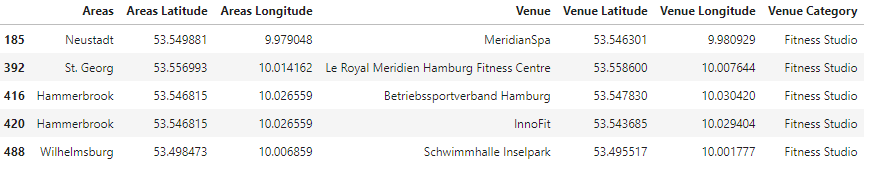 Areas Areas Latitude Areas Longitude Venue Venue Latitude Venue Longitude Venue Category
185 Neustadt 53.549881 9.979048 MeridianSpa 53.546301 9.980929 Fitness Studio
392 St. Georg 53.556993 10.014162 Le Royal Meridien Hamburg Fitness Centre 53.558600 10.007644 Fitness Studio
416 Hammerbrook 53.546815 10.026559 Betriebssportverband Hamburg 53.547830 10.030420 Fitness Studio
420 Hammerbrook 53.546815 10.026559 InnoFit 53.543685 10.029404 Fitness Studio
488 Wilhelmsburg 53.498473 10.006859 Schwimmhalle Inselpark 53.495517 10.001777 Fitness Studio